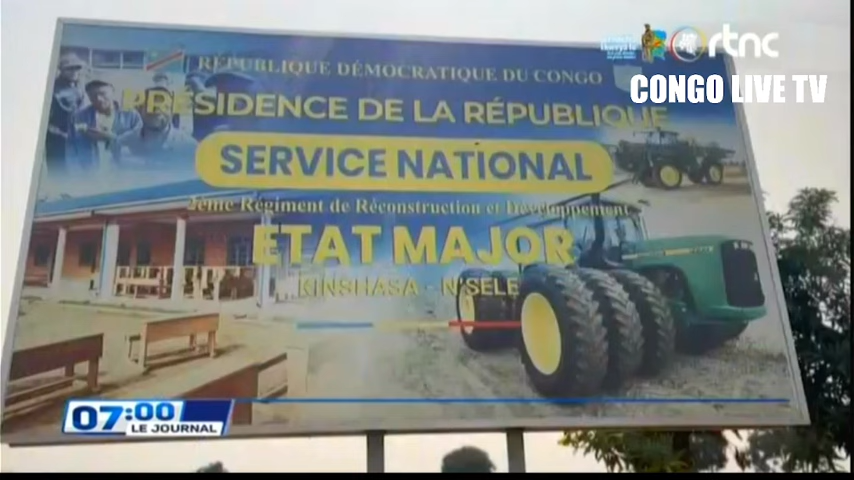 rtnc
CONGO LIVE TV
RÉPUBLIQUE DÉMOCRATIQUE DU CONGO
PRÉSIDENCE DE LA RÉPUBLIQUE
SERVICE NATIONAL
2ème Régiment de Réconstruction et Développement
ETAT MAJOR
KINSHASA - N'SELE
07:00
LE JOURNAL